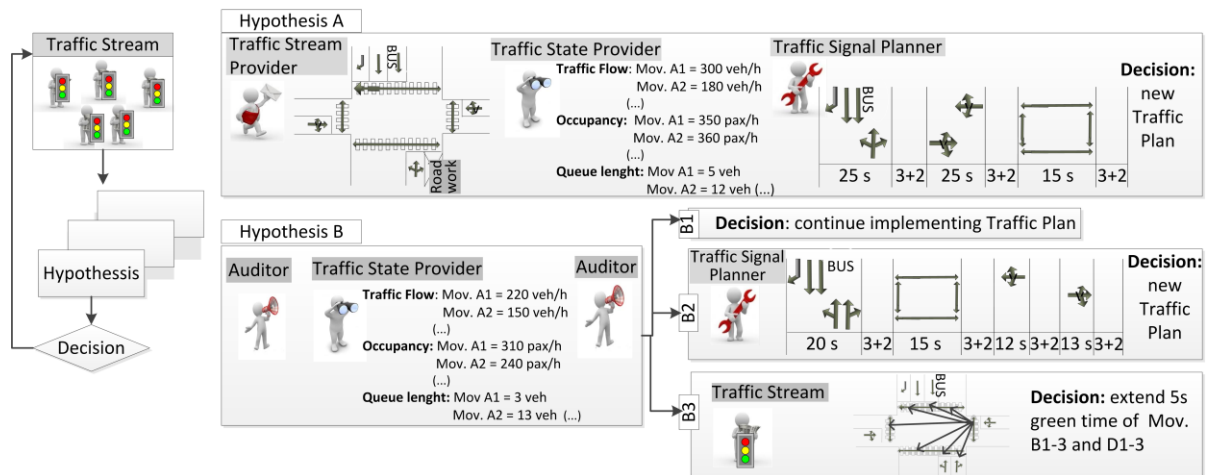 Traffic Stream
Hypothessis
Decision
Hypothesis A
Traffic Stream
Provider
BUS
Road
work
Traffic State Provider
Traffic Flow: Mov. A1 = 300 veh/h
Mov. A2 = 180 veh/h
(...)
Occupancy: Mov. A1 = 350 pax/h
Mov. A2 = 360 pax/h
(...)
Queue lenght: Mov A1 = 5 veh
Mov. A2 = 12 veh (...)
Traffic Signal Planner
BUS
25 s
3+2
25 s
3+2
15 s
3+2
Decision:
new
Traffic
Plan
Hypothesis B
Auditor
Traffic State Provider
Traffic Flow: Mov. A1 = 220 veh/h
Mov. A2 = 150 veh/h
(...)
Occupancy: Mov. A1 = 310 pax/h
Mov. A2 = 240 pax/h
(...)
Queue lenght: Mov A1 = 3 veh
Mov. A2 = 13 veh (...)
Auditor
B1
Decision: continue implementing Traffic Plan
B2
Traffic Signal
Planner
BUS
20 s
3+2
15 s
3+2
12 s
3+2
13 s
3+2
Decision:
new
Traffic
Plan
B3
Traffic Stream
BUS
Decision: extend 5s
green time of Mov.
B1-3 and D1-3